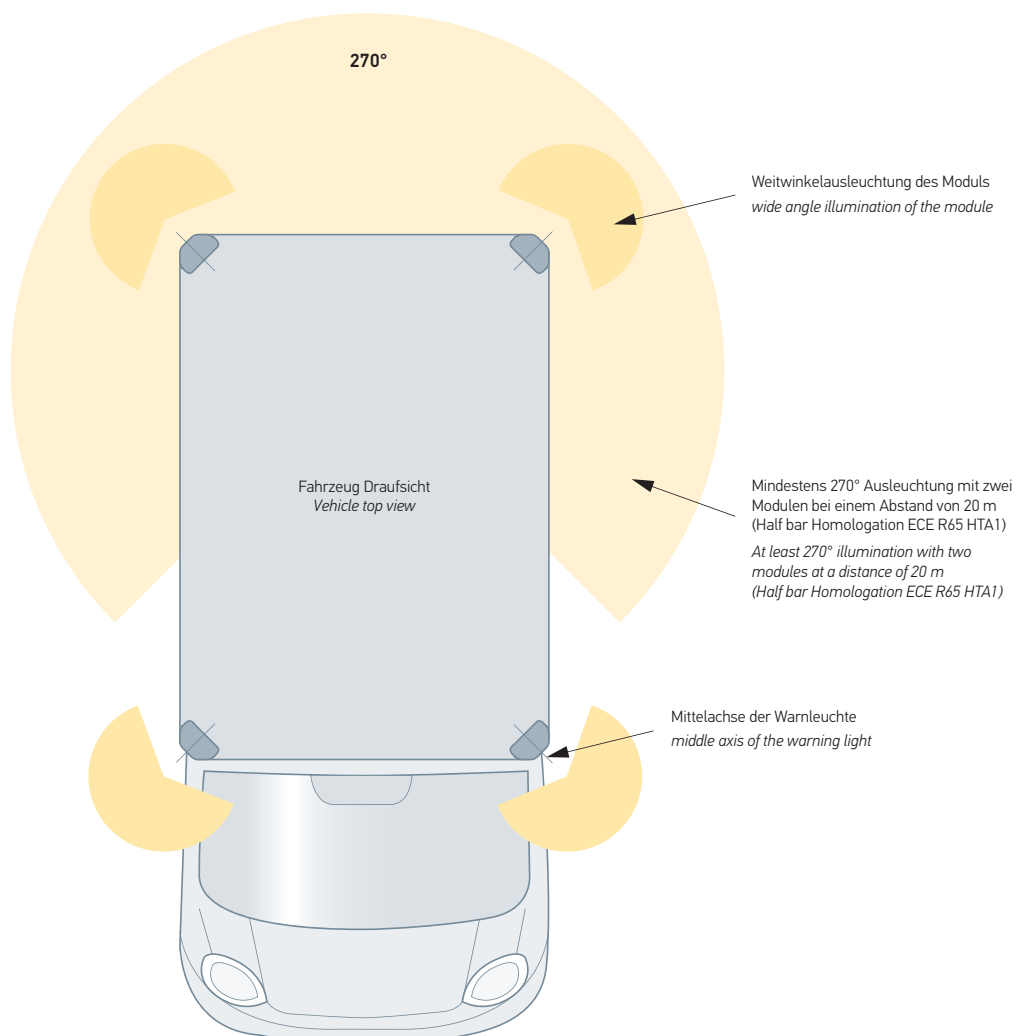 270°
Weitwinkelausleuchtung des Moduls
wide angle illumination of the module
Fahrzeug Draufsicht
Vehicle top view
Mindestens 270° Ausleuchtung mit zwei
Modulen bei einem Abstand von 20 m
(Half bar Homologation ECE R65 HTA1)
At least 270° illumination with two
modules at a distance of 20 m
(Half bar Homologation ECE R65 HTA1)
Mittelachse der Warnleuchte
middle axis of the warning light